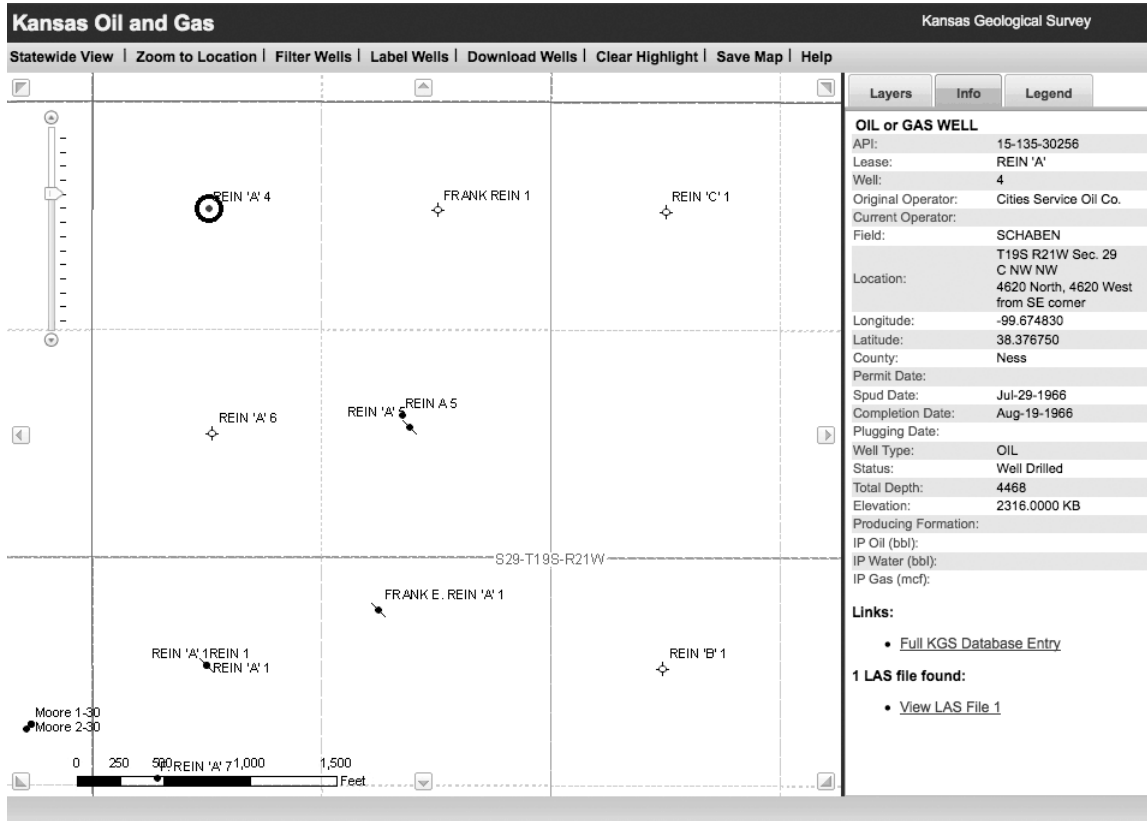 Kansas Oil and Gas
Kansas Geological Survey
Statewide View | Zoom to Location | Filter Wells | Label Wells | Download Wells | Clear Highlight | Save Map | Help
REIN 'A' 4
FRANK REIN 1
REIN 'C' 1
REIN 'A' 6
REIN 'A' 5
REIN A 5
S29-T19S-R21W
FRANK E. REIN 'A' 1
REIN 'A' 1
REIN 1
REIN 'A' 1
REIN 'B' 1
Moore 1-30
Moore 2-30
0 250 500 1,000 1,500
REIN 'A' 7
Feet
Layers
Info
Legend
OIL or GAS WELL
API: 15-135-30256
Lease: REIN 'A'
Well: 4
Original Operator: Cities Service Oil Co.
Current Operator:
Field: SCHABEN
Location: T19S R21W Sec. 29
C NW NW
4620 North, 4620 West
from SE corner
Longitude: -99.674830
Latitude: 38.376750
County: Ness
Permit Date:
Spud Date: Jul-29-1966
Completion Date: Aug-19-1966
Plugging Date:
Well Type: OIL
Status: Well Drilled
Total Depth: 4468
Elevation: 2316.0000 KB
Producing Formation:
IP Oil (bbl):
IP Water (bbl):
IP Gas (mcf):
Links:
• Full KGS Database Entry
1 LAS file found:
• View LAS File 1